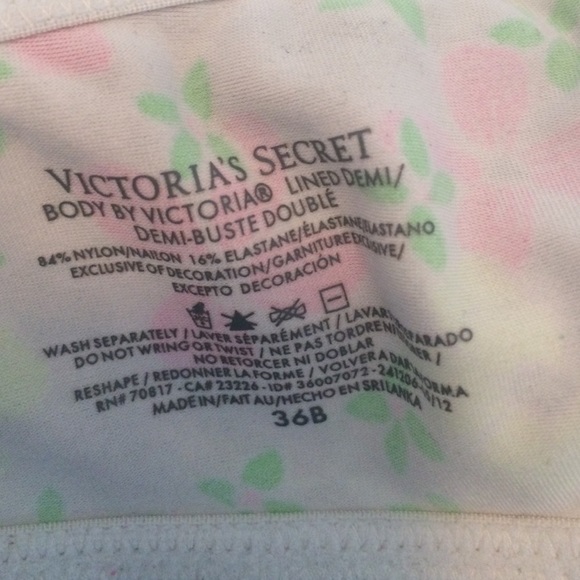 VICTORIA'S SECRET
BODY BY VICTORIA® LINED DEMI/
DEMI-BUSTE DOUBLÉ
84% NYLON/NAILON 16% ELASTANE/ÉLASTANE/ELASTANO
EXCLUSIVE OF DECORATION/GARNITURE EXCLUSIVE/
EXCEPTO DECORACIÓN
WASH SEPARATELY / LAVER SÉPARÉMENT / LAVAR SEPARADO
DO NOT WRING OR TWIST / NE PAS TORDRE NI FERMER /
NO RETORCER NI DOBLAR
RESHAPE / REDONNER LA FORME / VOLVER A DAR FORMA
RN# 70817 - CA# 23226 - ID# 36007072 - 241206
MADE IN/FAIT AU/HECHO EN SRI LANKA
36B